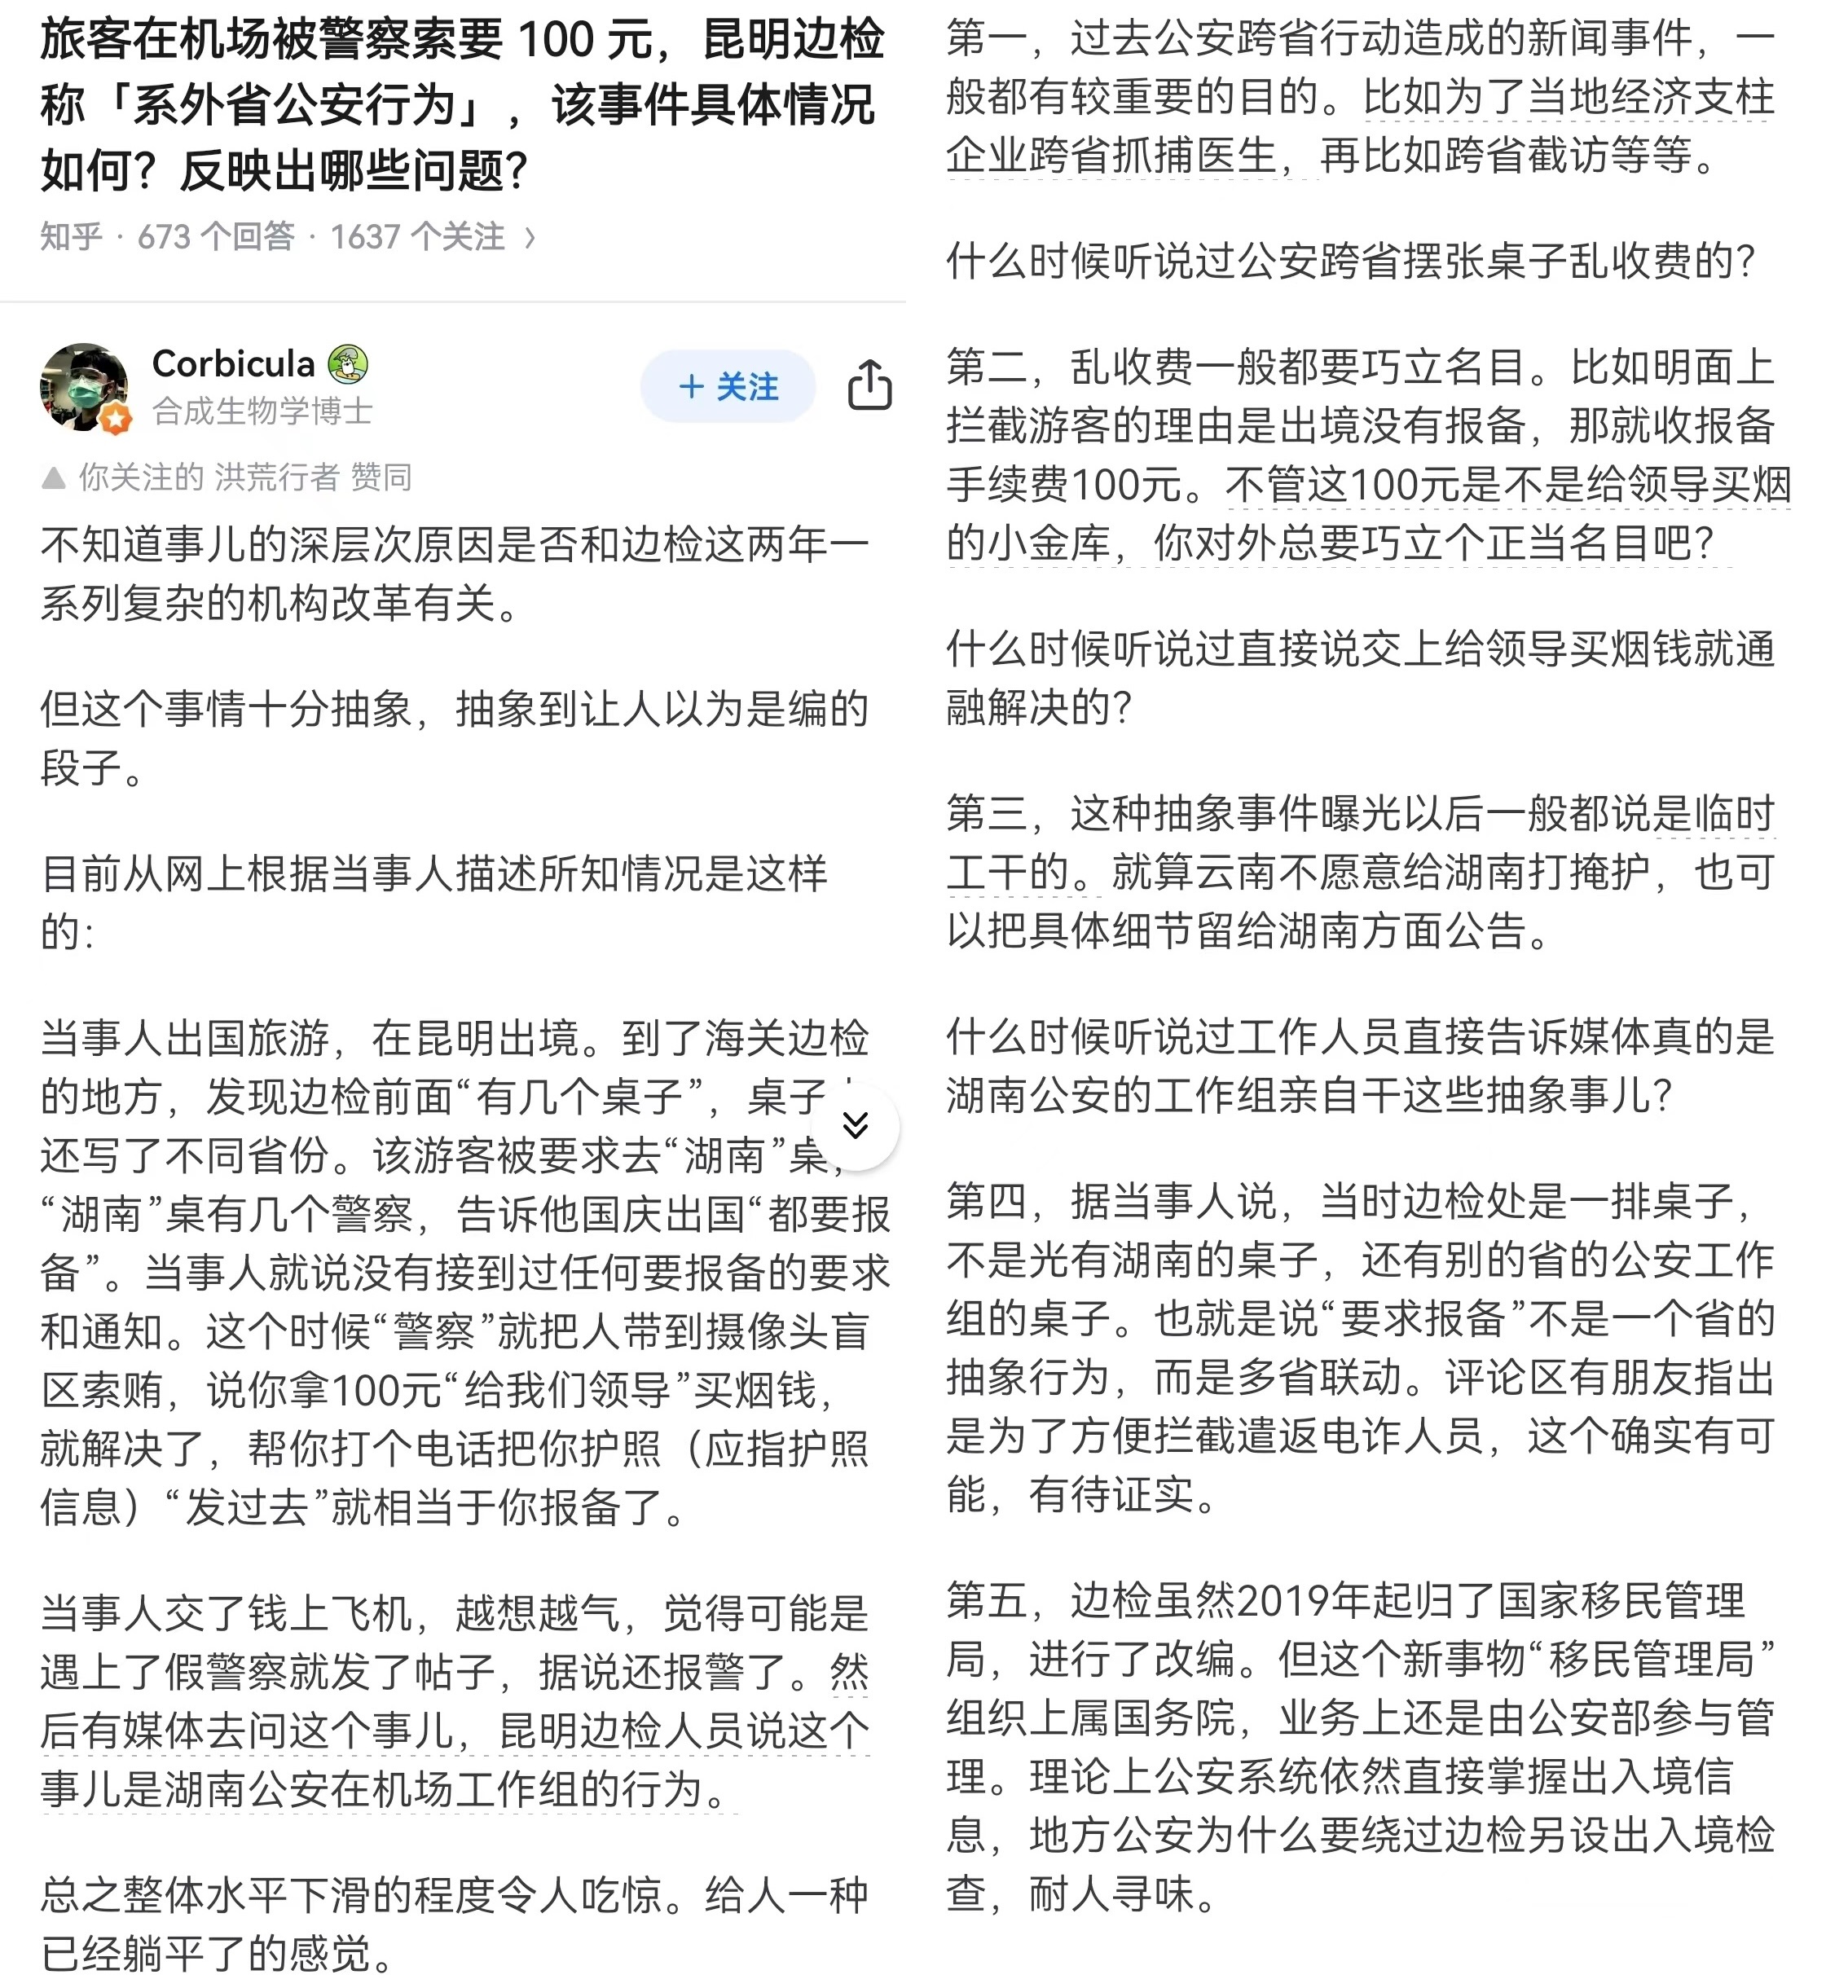 旅客在机场被警察索要 100 元，昆明边检
称「系外省公安行为」，该事件具体情况
如何？反映出哪些问题？
知乎 · 673 个回答 · 1637 个关注 >
Corbicula
合成生物学博士
+ 关注
你关注的 洪荒行者 赞同
不知道事儿的深层次原因是否和边检这两年一
系列复杂的机构改革有关。
但这个事情十分抽象，抽象到让人以为是编的
段子。
目前从网上根据当事人描述所知情况是这样
的：
当事人出国旅游，在昆明出境。到了海关边检
的地方，发现边检前面“有几个桌子”，桌子
还写了不同省份。该游客被要求去“湖南”桌，
“湖南”桌有几个警察，告诉他国庆出国“都要报
备”。当事人就说没有接到过任何要报备的要求
和通知。这个时候“警察”就把人带到摄像头盲
区索贿，说你拿100元“给我们领导”买烟钱，
就解决了，帮你打个电话把你护照（应指护照
信息）“发过去”就相当于你报备了。
当事人交了钱上飞机，越想越气，觉得可能是
遇上了假警察就发了帖子，据说还报警了。然
后有媒体去问这个事儿，昆明边检人员说这个
事儿是湖南公安在机场工作组的行为。
总之整体水平下滑的程度令人吃惊。给人一种
已经躺平了的感觉。
第一，过去公安跨省行动造成的新闻事件，一
般都有较重要的目的。比如为了当地经济支柱
企业跨省抓捕医生，再比如跨省截访等等。
什么时候听说过公安跨省摆张桌子乱收费的？
第二，乱收费一般都要巧立名目。比如明面上
拦截游客的理由是出境没有报备，那就收报备
手续费100元。不管这100元是不是给领导买烟
的小金库，你对外总要巧立个正当名目吧？
什么时候听说过直接说交上给领导买烟钱就通
融解决的？
第三，这种抽象事件曝光以后一般都说是临时
工干的。就算云南不愿意给湖南打掩护，也可
以把具体细节留给湖南方面公告。
什么时候听说过工作人员直接告诉媒体真的是
湖南公安的工作组亲自干这些抽象事儿？
第四，据当事人说，当时边检处是一排桌子，
不是光有湖南的桌子，还有别的省的公安工作
组的桌子。也就是说“要求报备”不是一个省的
抽象行为，而是多省联动。评论区有朋友指出
是为了方便拦截遣返电诈人员，这个确实有可
能，有待证实。
第五，边检虽然2019年起归了国家移民管理
局，进行了改编。但这个新事物“移民管理局”
组织上属国务院，业务上还是由公安部参与管
理。理论上公安系统依然直接掌握出入境信
息，地方公安为什么要绕过边检另设出入境检
查，耐人寻味。